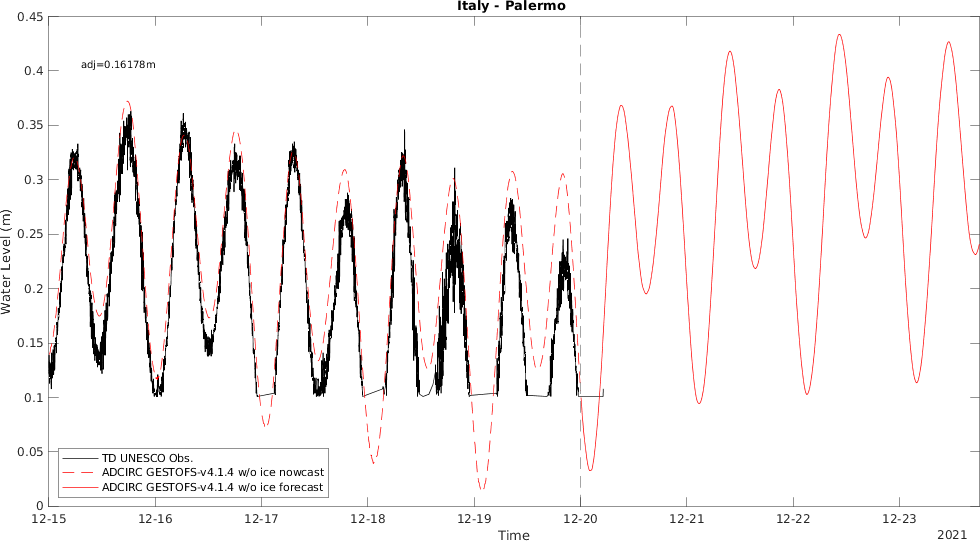 Italy - Palermo
0.45
adj=0.16178m
0.4
0.35
0.3
0.25
0.2
0.15
0.1
0.05
0
Water Level (m)
TD UNESCO Obs.
ADCIRC GESTOFS-v4.1.4 w/o ice nowcast
ADCIRC GESTOFS-v4.1.4 w/o ice forecast
12-15 12-16 12-17 12-18 12-19 12-20 12-21 12-22 12-23
Time
2021